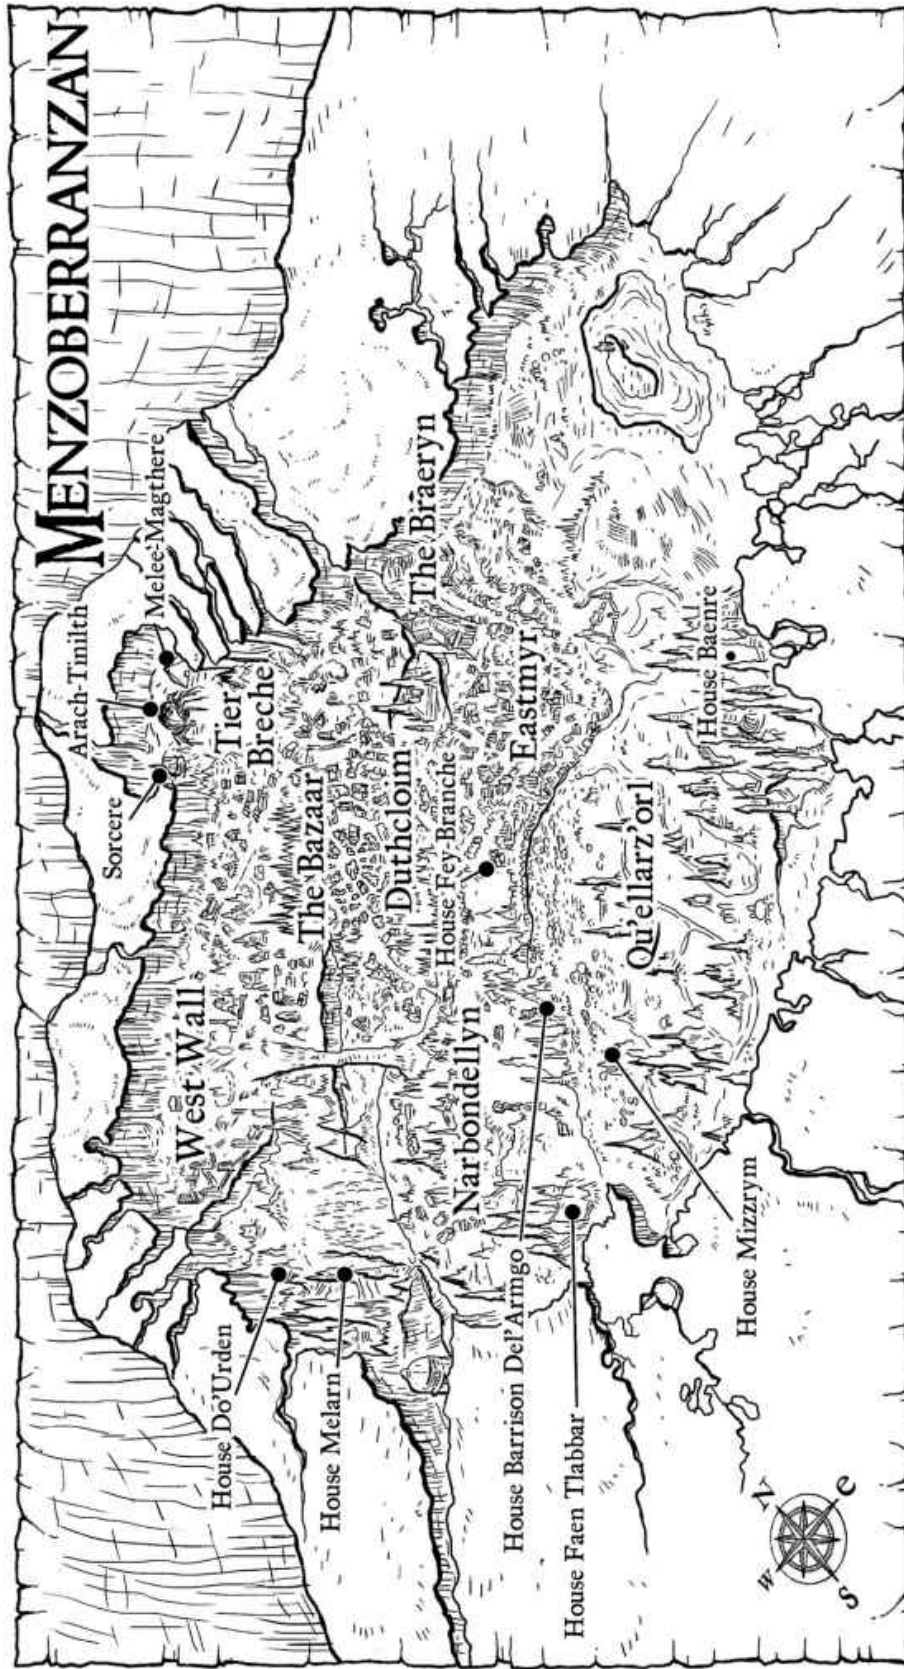 MENZOBERRANZAN
Arach-Tinilth
Melee-Magthere
Sorcere
Tier
Breche
West Wall
The Bazaar
Duthcloim
The Braeryn
House Do'Urden
House Melarn
House Fey-Branche
Narbondellyn
Eastmyr
House Barrison Del'Armgo
House Faen Tlabbar
Qu'ellarz'orl
House Baenre
House Mizzrym
N
e
S
w